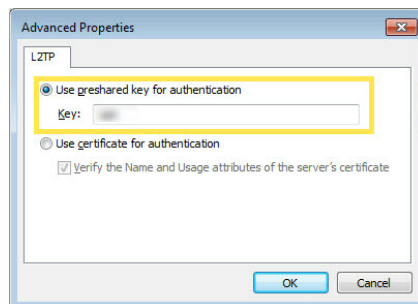 Advanced Properties
L2TP
Use preshared key for authentication
Key:
Use certificate for authentication
Verify the Name and Usage attributes of the server's certificate
OK
Cancel